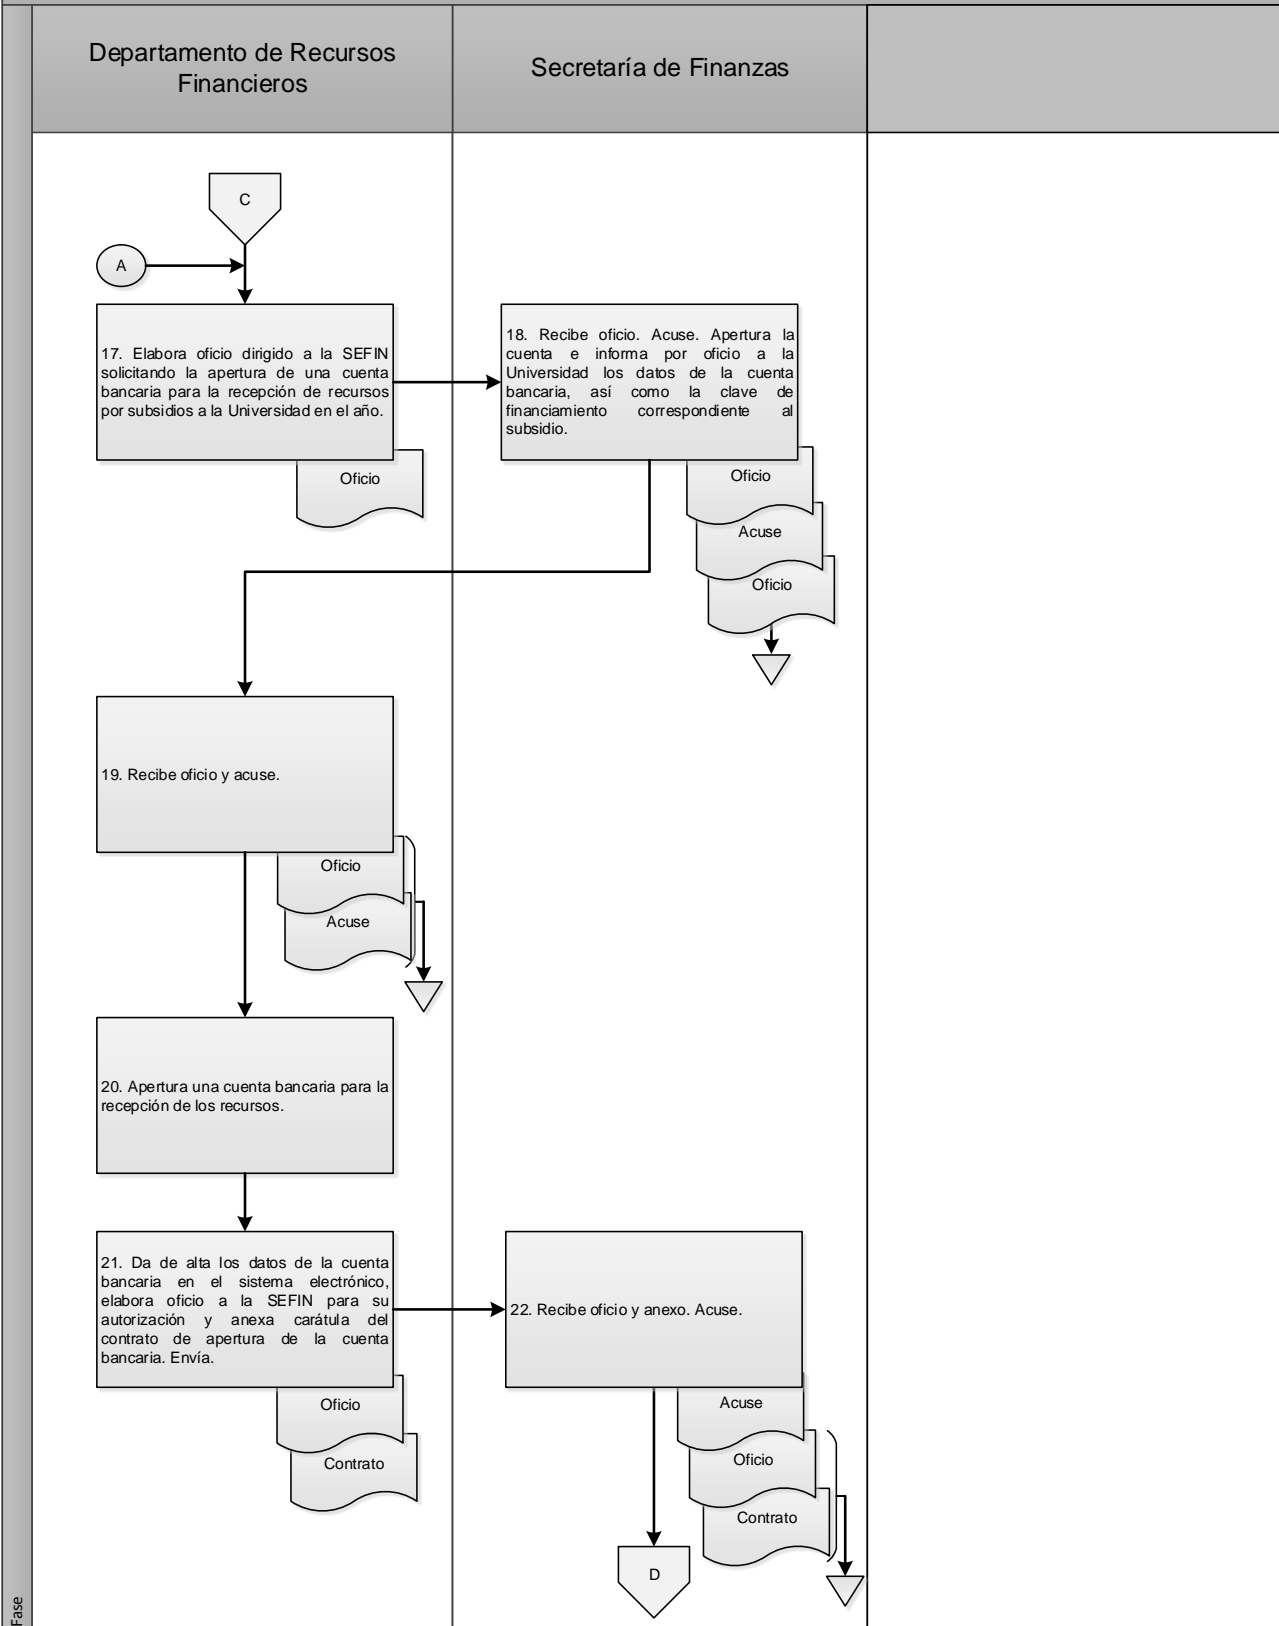 Departamento de Recursos
Financieros
Secretaría de Finanzas
C
A
17. Elabora oficio dirigido a la SEFIN
solicitando la apertura de una cuenta
bancaria para la recepción de recursos
por subsidios a la Universidad en el año.
Oficio
18. Recibe oficio. Acuse. Apertura la
cuenta e informa por oficio a la
Universidad los datos de la cuenta
bancaria, así como la clave de
financiamiento correspondiente al
subsidio.
Oficio
Acuse
Oficio
19. Recibe oficio y acuse.
Oficio
Acuse
20. Apertura una cuenta bancaria para la
recepción de los recursos.
21. Da de alta los datos de la cuenta
bancaria en el sistema electrónico,
elabora oficio a la SEFIN para su
autorización y anexa carátula del
contrato de apertura de la cuenta
bancaria. Envía.
Oficio
Contrato
22. Recibe oficio y anexo. Acuse.
Acuse
Oficio
Contrato
D
Fase